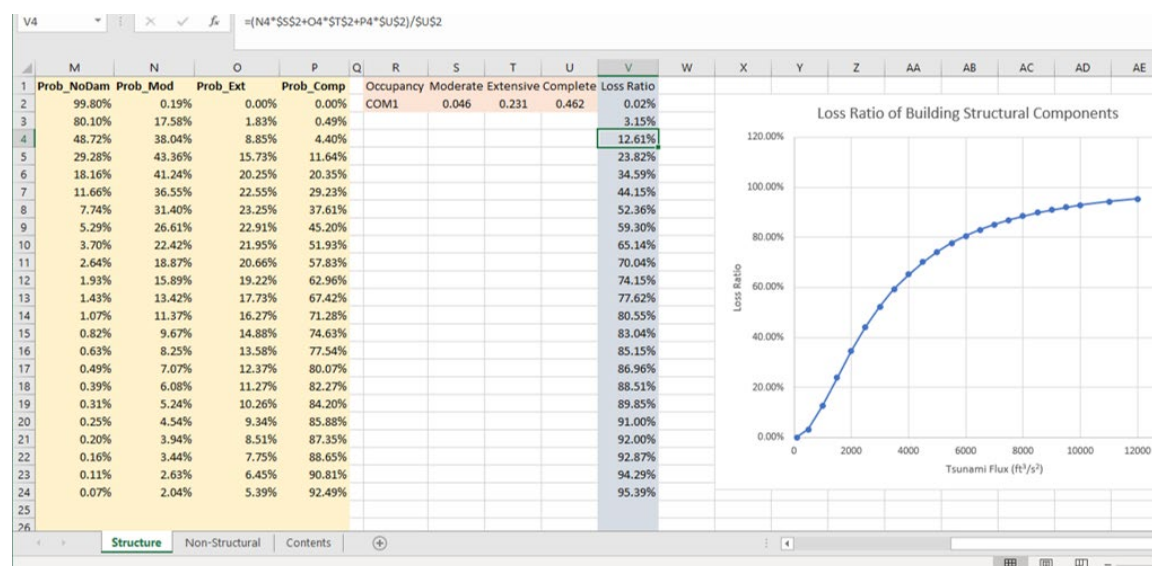 V4 fx =(N4*$S$2+O4*$T$2+P4*$U$2)/$U$2
M N O P Q R S T U V W X Y Z AA AB AC AD AE
1 Prob_NoDam Prob_Mod Prob_Ext Prob_Comp Occupancy Moderate Extensive Complete Loss Ratio
2 99.80% 0.19% 0.00% 0.00% COM1 0.046 0.231 0.462 0.02%
3 80.10% 17.58% 1.83% 0.49% 3.15%
4 48.72% 38.04% 8.85% 4.40% 12.61%
5 29.28% 43.36% 15.73% 11.64% 23.82%
6 18.16% 41.24% 20.25% 20.35% 34.59%
7 11.66% 36.55% 22.55% 29.23% 44.15%
8 7.74% 31.40% 23.25% 37.61% 52.36%
9 5.29% 26.61% 22.91% 45.20% 59.30%
10 3.70% 22.42% 21.95% 51.93% 65.14%
11 2.64% 18.87% 20.66% 57.83% 70.04%
12 1.93% 15.89% 19.22% 62.96% 74.15%
13 1.43% 13.42% 17.73% 67.42% 77.62%
14 1.07% 11.37% 16.27% 71.28% 80.55%
15 0.82% 9.67% 14.88% 74.63% 83.04%
16 0.63% 8.25% 13.58% 77.54% 85.15%
17 0.49% 7.07% 12.37% 80.07% 86.96%
18 0.39% 6.08% 11.27% 82.27% 88.51%
19 0.31% 5.24% 10.26% 84.20% 89.85%
20 0.25% 4.54% 9.34% 85.88% 91.00%
21 0.20% 3.94% 8.51% 87.35% 92.00%
22 0.16% 3.44% 7.75% 88.65% 92.87%
23 0.11% 2.63% 6.45% 90.81% 94.29%
24 0.07% 2.04% 5.39% 92.49% 95.39%
25
26
Loss Ratio of Building Structural Components
120.00%
100.00%
80.00%
60.00%
40.00%
20.00%
0.00%
Loss Ratio
0 2000 4000 6000 8000 10000 12000
Tsunami Flux (ft³/s²)
Structure Non-Structural Contents